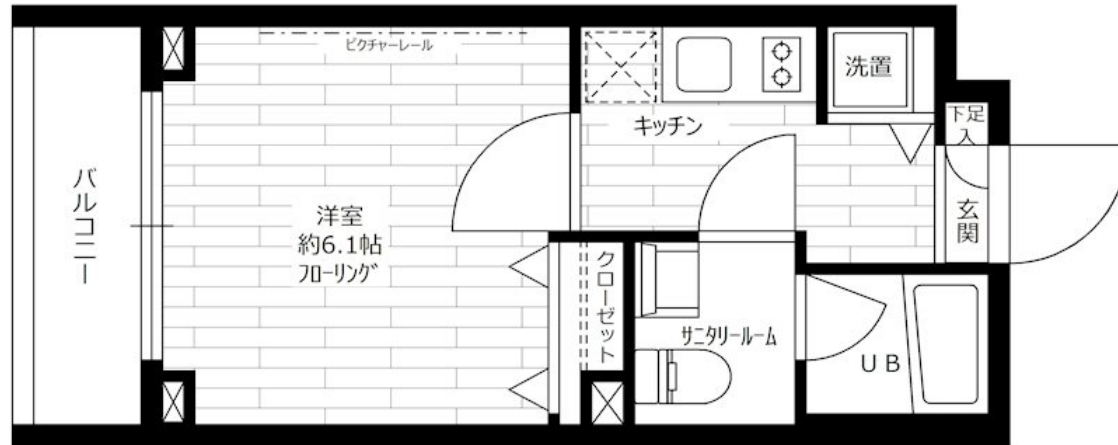 バルコニー
ピクチャーレール
洋室
約6.1帖
フローリング
キッチン
洗置
下足
入
玄
関
クローゼット
サニタリールーム
UB